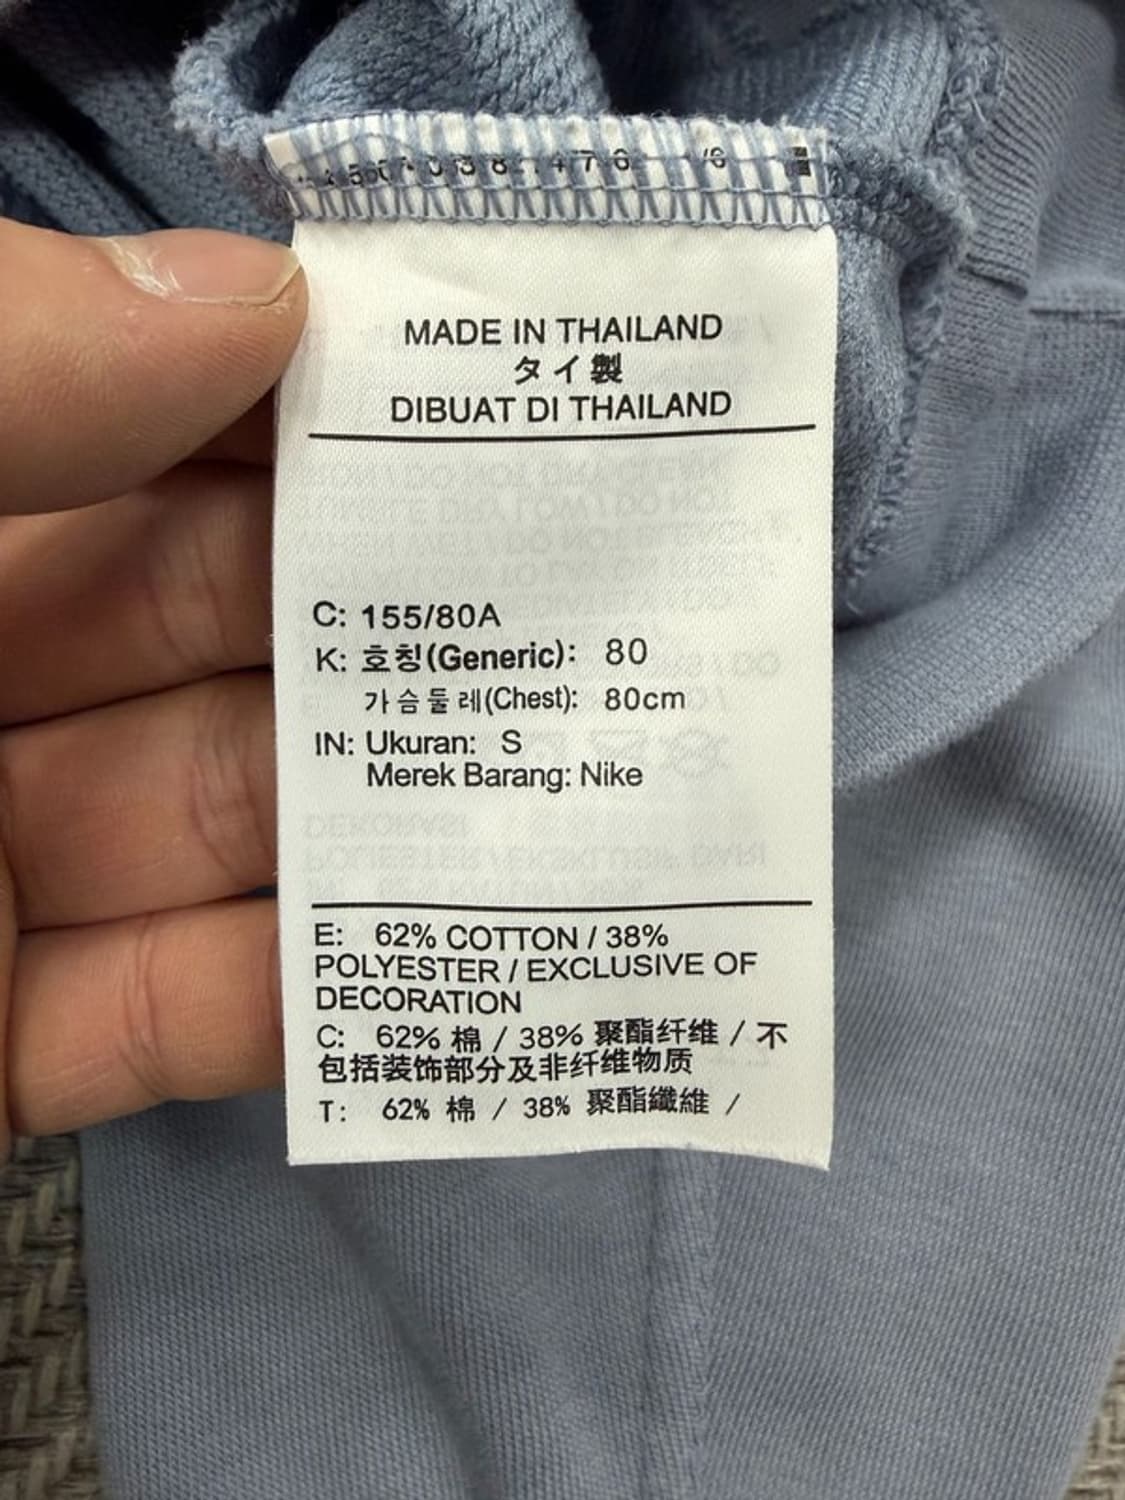 MADE IN THAILAND
タイ製
DIBUAT DI THAILAND
C: 155/80A
K: 호칭(Generic): 80
가슴둘레(Chest): 80cm
IN: Ukuran: S
Merek Barang: Nike
E: 62% COTTON / 38%
POLYESTER / EXCLUSIVE OF
DECORATION
C: 62% 棉 / 38% 聚酯纤维 / 不
包括装饰部分及非纤维物质
T: 62% 棉 / 38% 聚酯纖維 /